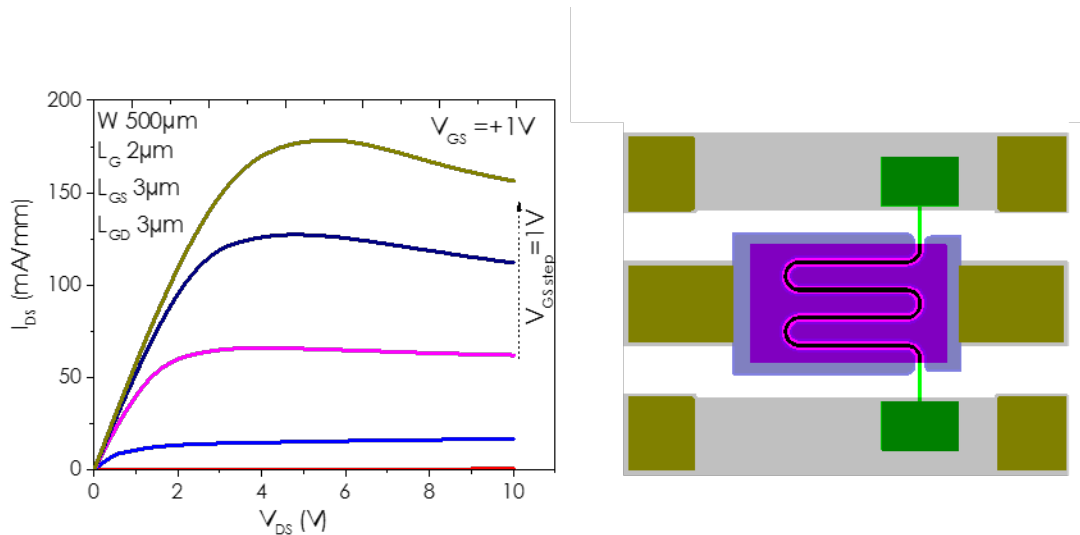 200
150
100
50
0
I_DS (mA/mm)
W 500µm
L_G 2µm
L_GS 3µm
L_GD 3µm
V_GS =+1V
V_GS step=1V
0 2 4 6 8 10
V_DS (V)